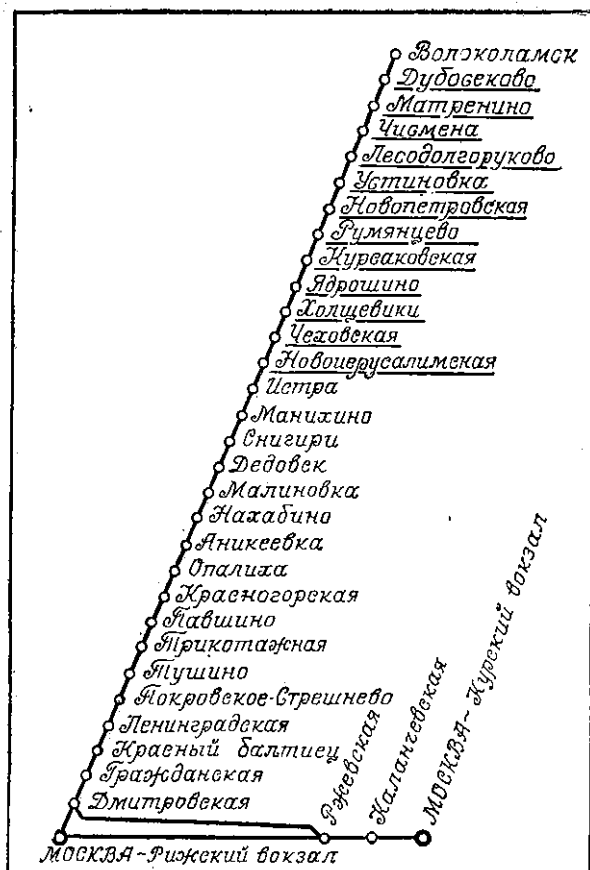 Волоколамск
Дубосеково
Матренино
Чисмена
Лесодолгоруково
Устиновка
Новопетровская
Румянцево
Курсаковская
Ядрошино
Холщевики
Чеховская
Новоиерусалимская
Истра
Манихино
Снигири
Дедовск
Малиновка
Нахабино
Аникеевка
Опалиха
Красногорская
Павшино
Трикотажная
Тушино
Покровское-Стрешнево
Ленинградская
Красный балтиец
Гражданская
Дмитровская
Ржевская
Каланчевская
МОСКВА-Курский вокзал
МОСКВА-Рижский вокзал